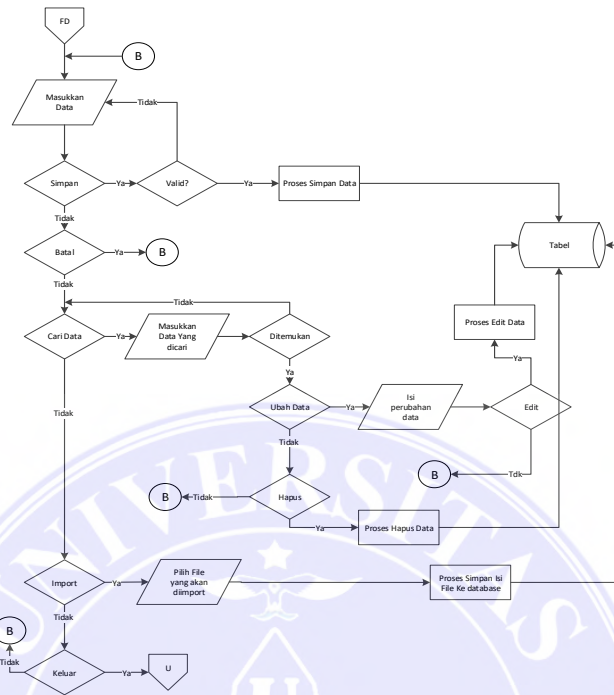 FD
B
Masukkan
Data
Tidak
Simpan
Ya
Valid?
Ya
Proses Simpan Data
Tidak
Batal
Ya
B
Tabel
Tidak
Tidak
Cari Data
Ya
Masukkan
Data Yang
dicari
Ditemukan
Proses Edit Data
Ya
Ya
Ubah Data
Ya
Isi
perubahan
data
Edit
Tidak
Tidak
Tdk
B
Hapus
Tidak
B
Ya
Proses Hapus Data
Import
Ya
Pilih File
yang akan
diimport
Proses Simpan Isi
File Ke database
Tidak
B
Tidak
Keluar
Ya
U
UNIVERSITAS